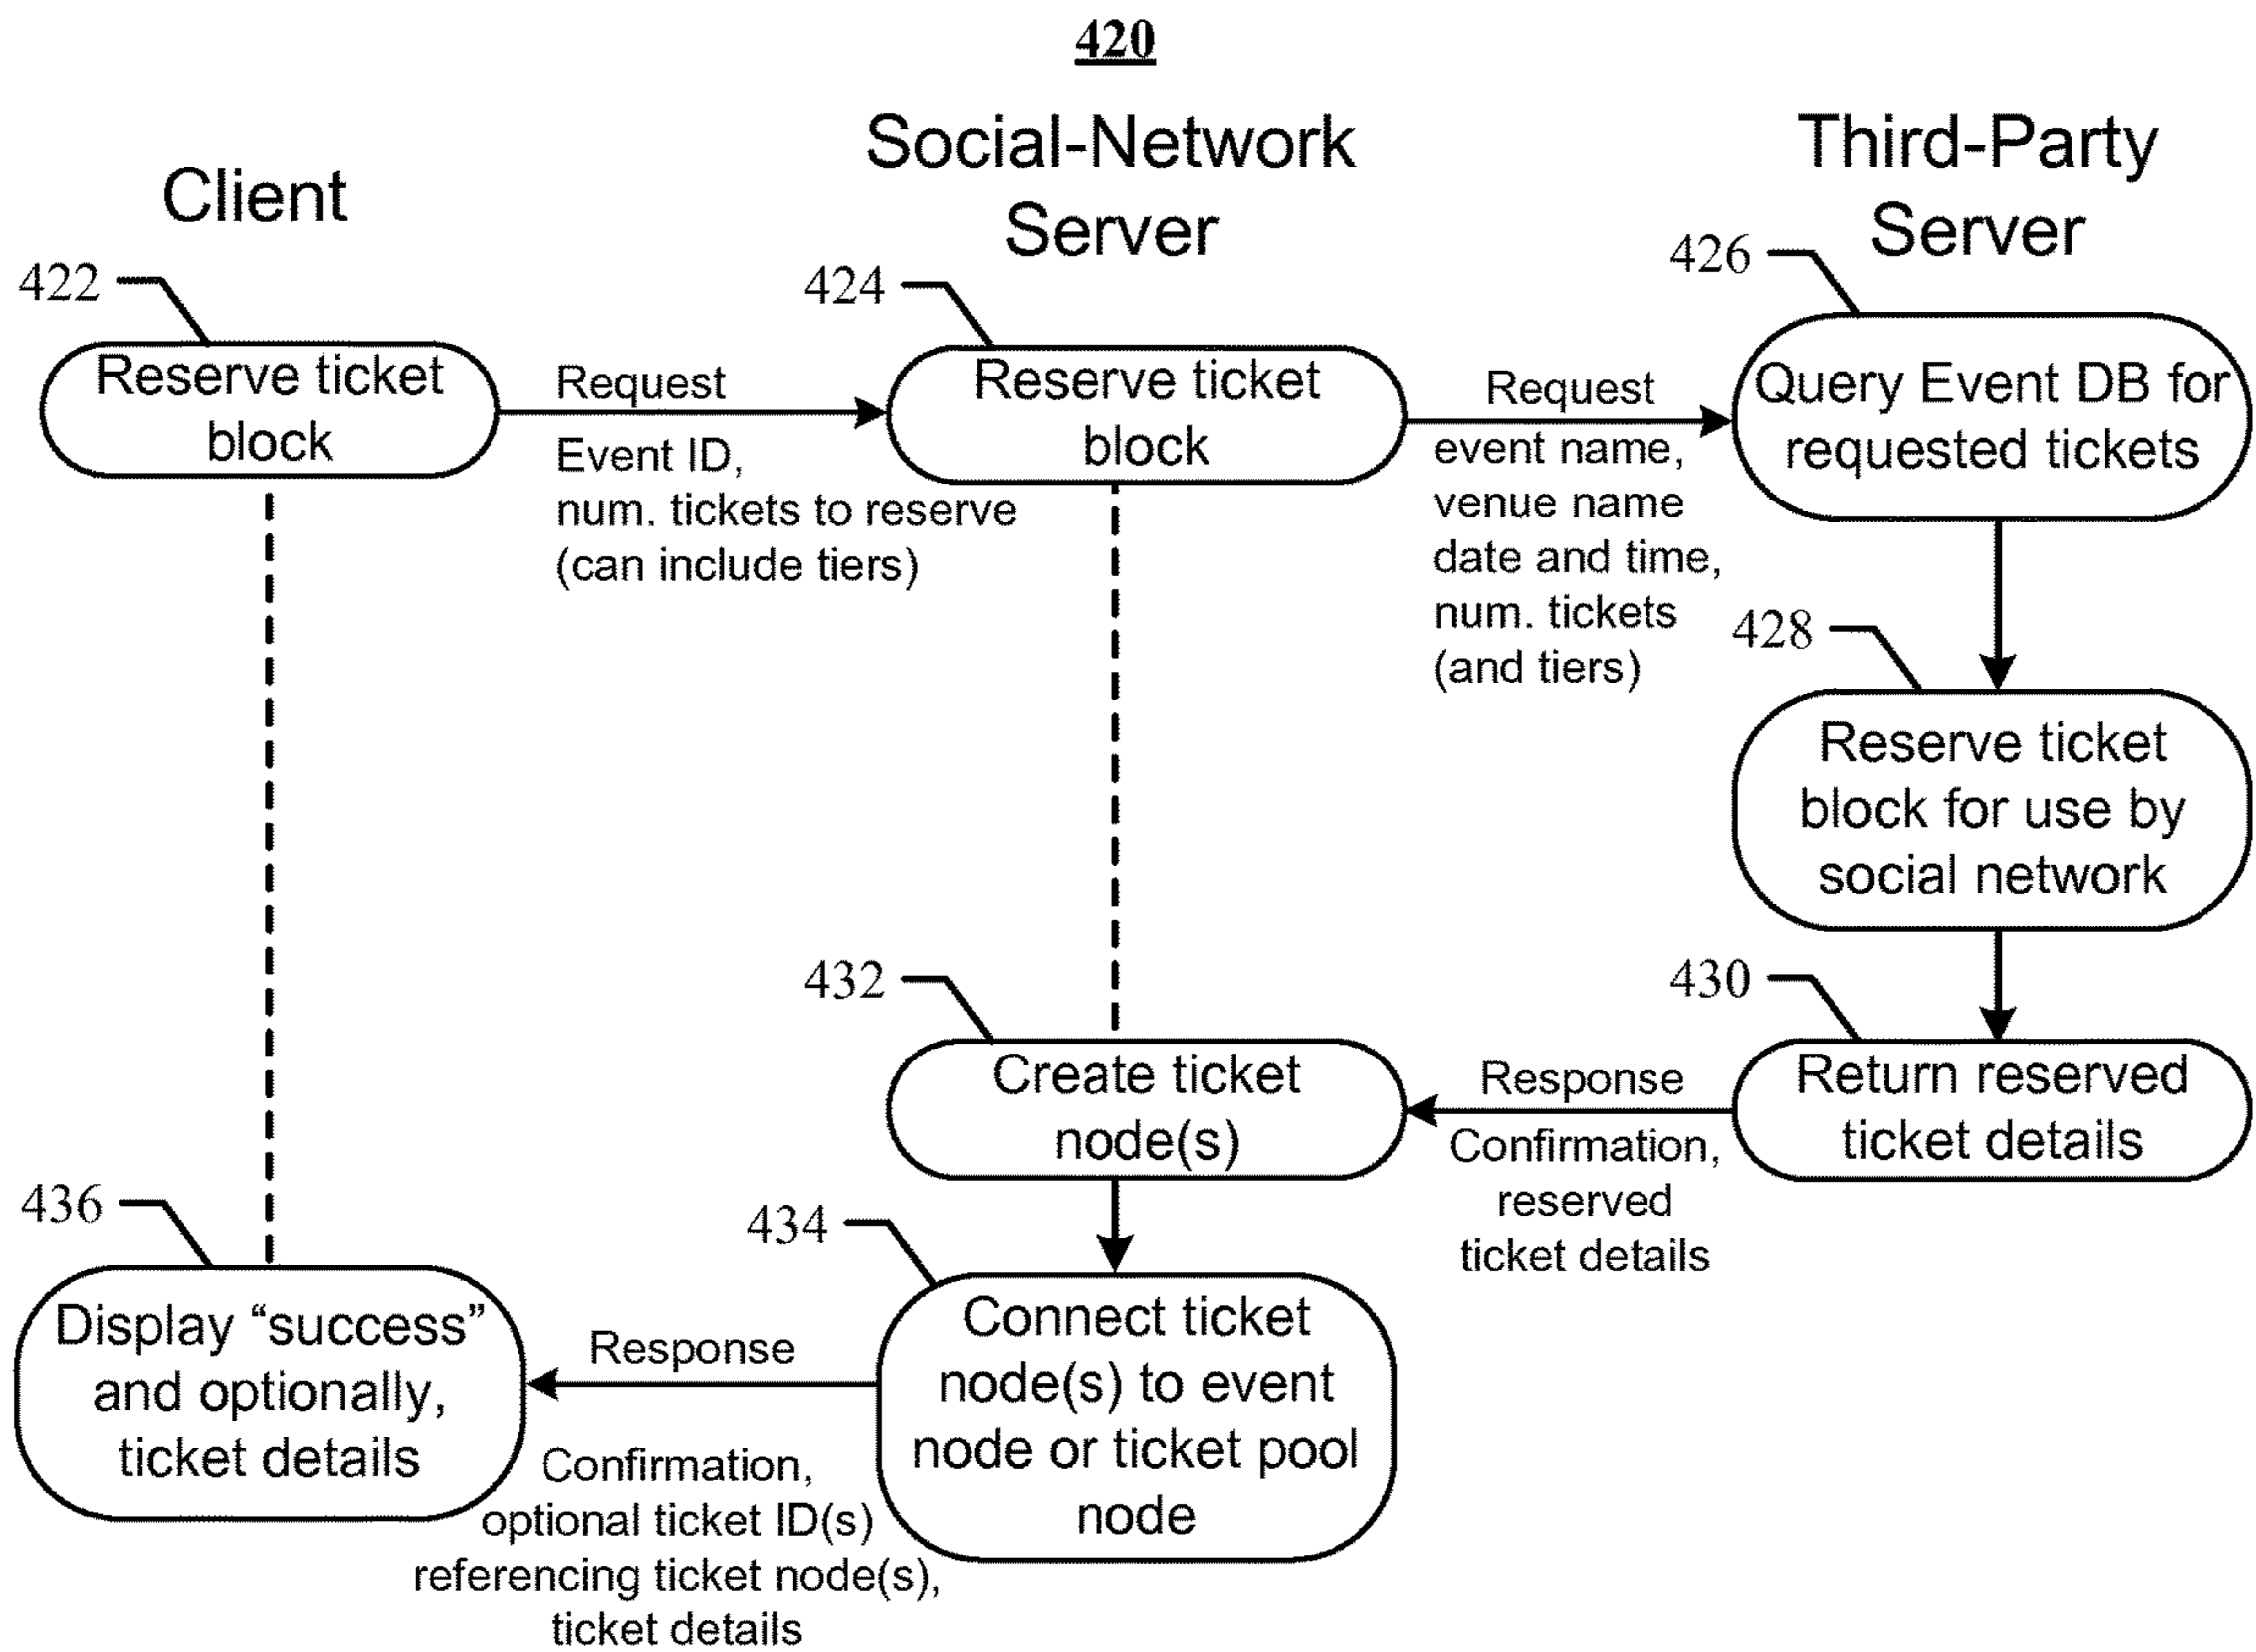 420
Client
Social-Network
Server
Third-Party
Server
422
Reserve ticket
block
Request
Event ID,
num. tickets to reserve
(can include tiers)
424
Reserve ticket
block
Request
event name,
venue name
date and time,
num. tickets
(and tiers)
426
Query Event DB for
requested tickets
428
Reserve ticket
block for use by
social network
430
Return reserved
ticket details
Response
Confirmation,
reserved
ticket details
432
Create ticket
node(s)
434
Connect ticket
node(s) to event
node or ticket pool
node
Response
Confirmation,
optional ticket ID(s)
referencing ticket node(s),
ticket details
436
Display “success”
and optionally,
ticket details